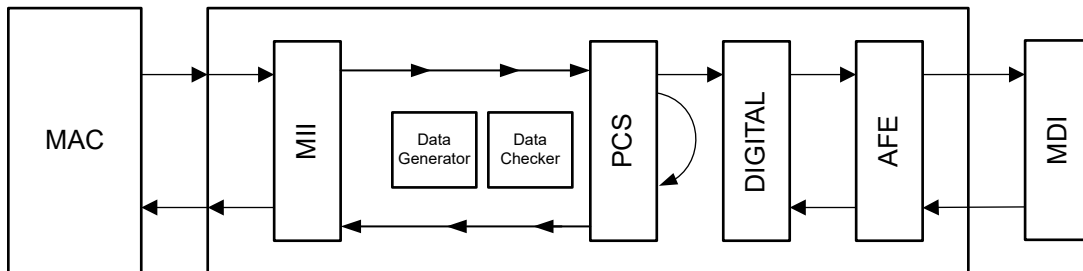 MAC
MII
Data
Generator
Data
Checker
PCS
DIGITAL
AFE
MDI